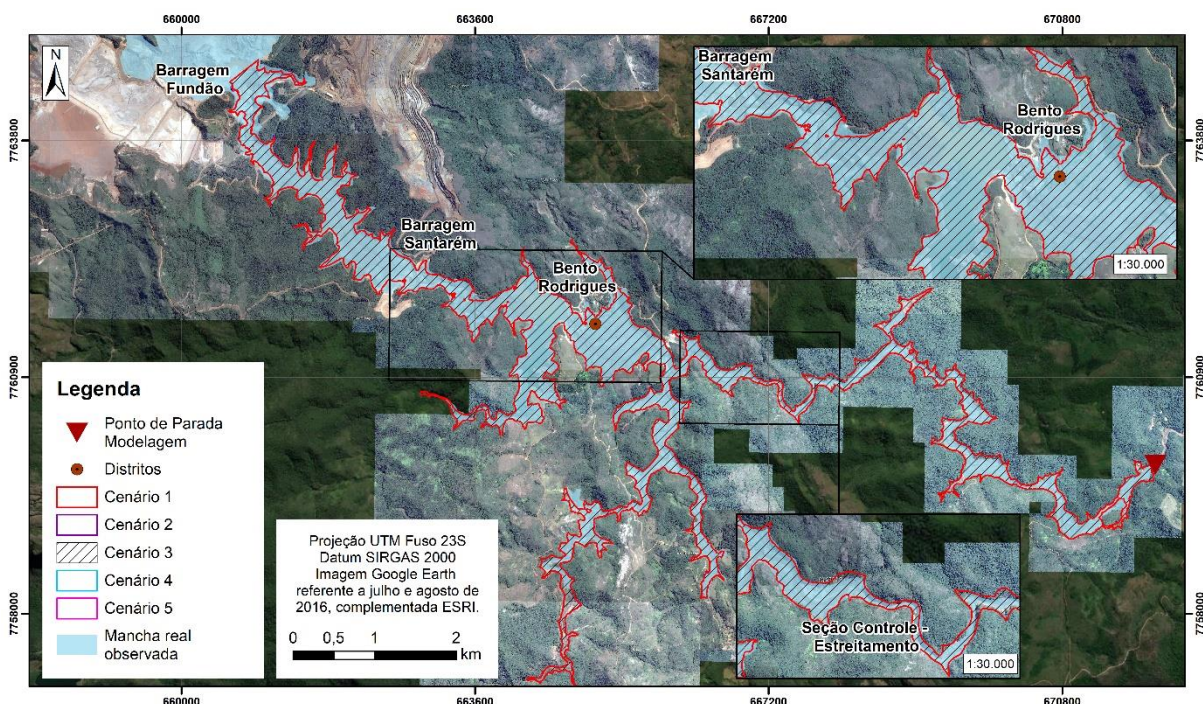 660000
663600
667200
670800
N
Barragem
Fundão
Barragem
Santarém
Bento
Rodrigues
7763800
7763800
Barragem
Santarém
1:30.000
Bento
Rodrigues
7760900
7760900
Legenda
Ponto de Parada
Modelagem
Distritos
Cenário 1
Cenário 2
Cenário 3
Cenário 4
Cenário 5
Mancha real
observada
Projeção UTM Fuso 23S
Datum SIRGAS 2000
Imagem Google Earth
referente a julho e agosto de
2016, complementada ESRI.
0 0,5 1 2
km
Seção Controle -
Estreitamento
1:30.000
7758000
7758000
660000
663600
667200
670800